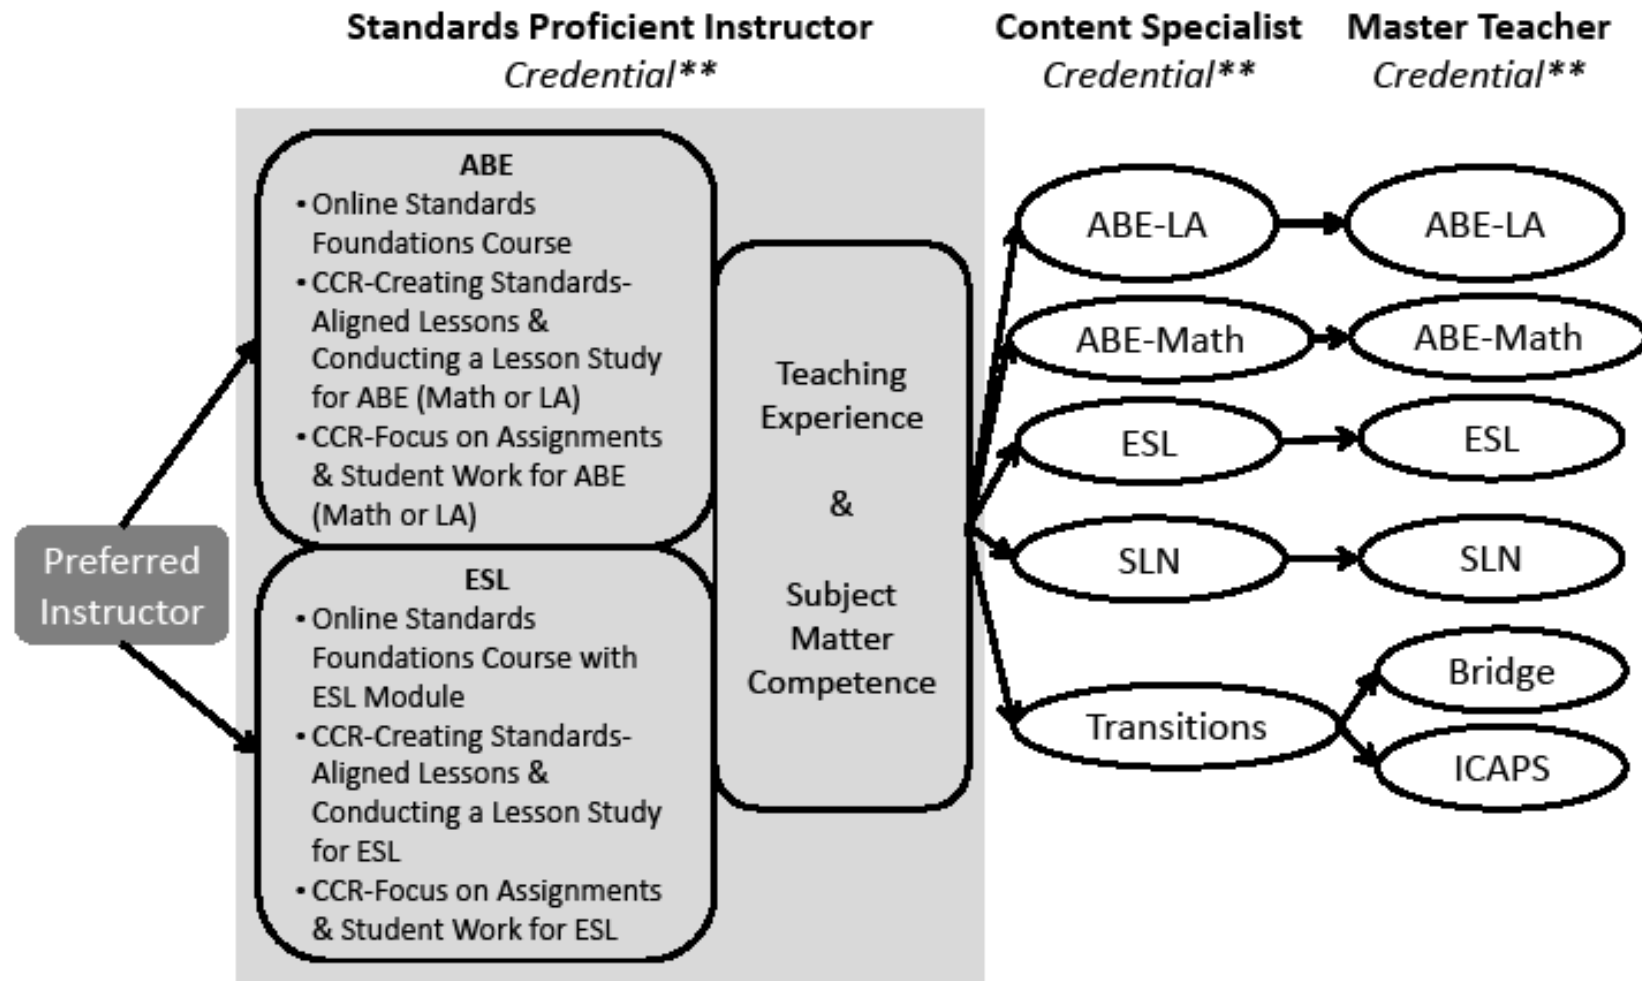 Standards Proficient Instructor
Credential**
Content Specialist
Credential**
Master Teacher
Credential**
Preferred
Instructor
ABE
• Online Standards
Foundations Course
• CCR-Creating Standards-
Aligned Lessons &
Conducting a Lesson Study
for ABE (Math or LA)
• CCR-Focus on Assignments
& Student Work for ABE
(Math or LA)
ESL
• Online Standards
Foundations Course with
ESL Module
• CCR-Creating Standards-
Aligned Lessons &
Conducting a Lesson Study
for ESL
• CCR-Focus on Assignments
& Student Work for ESL
Teaching
Experience
&
Subject
Matter
Competence
ABE-LA
ABE-LA
ABE-Math
ABE-Math
ESL
ESL
SLN
SLN
Transitions
Bridge
ICAPS